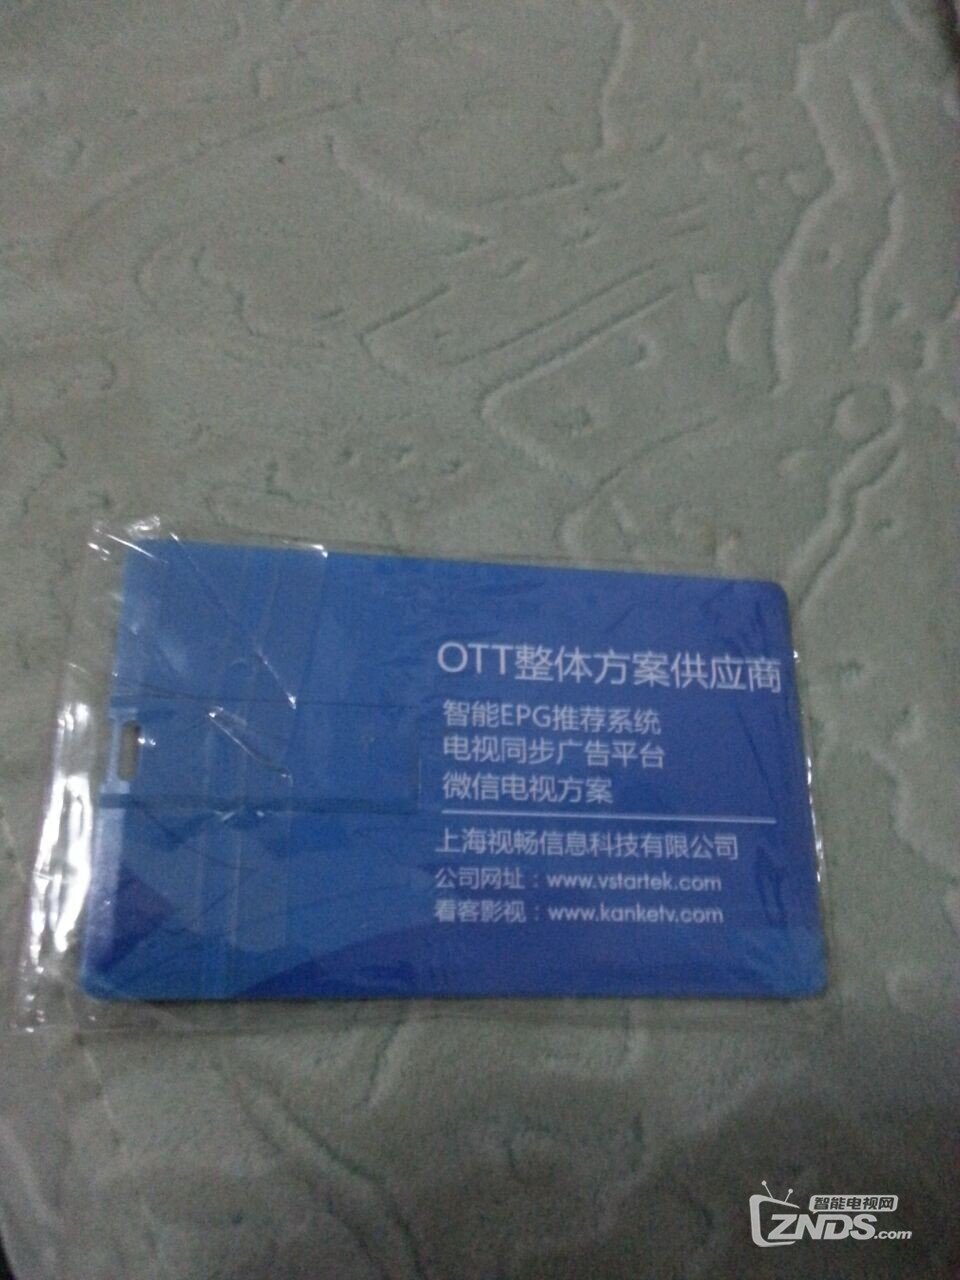 OTT整体方案供应商
智能EPG推荐系统
电视同步广告平台
微信电视方案
上海视畅信息科技有限公司
公司网址：www.vstartek.com
看客影视：www.kanketv.com
智能电视网
ZNDS.com